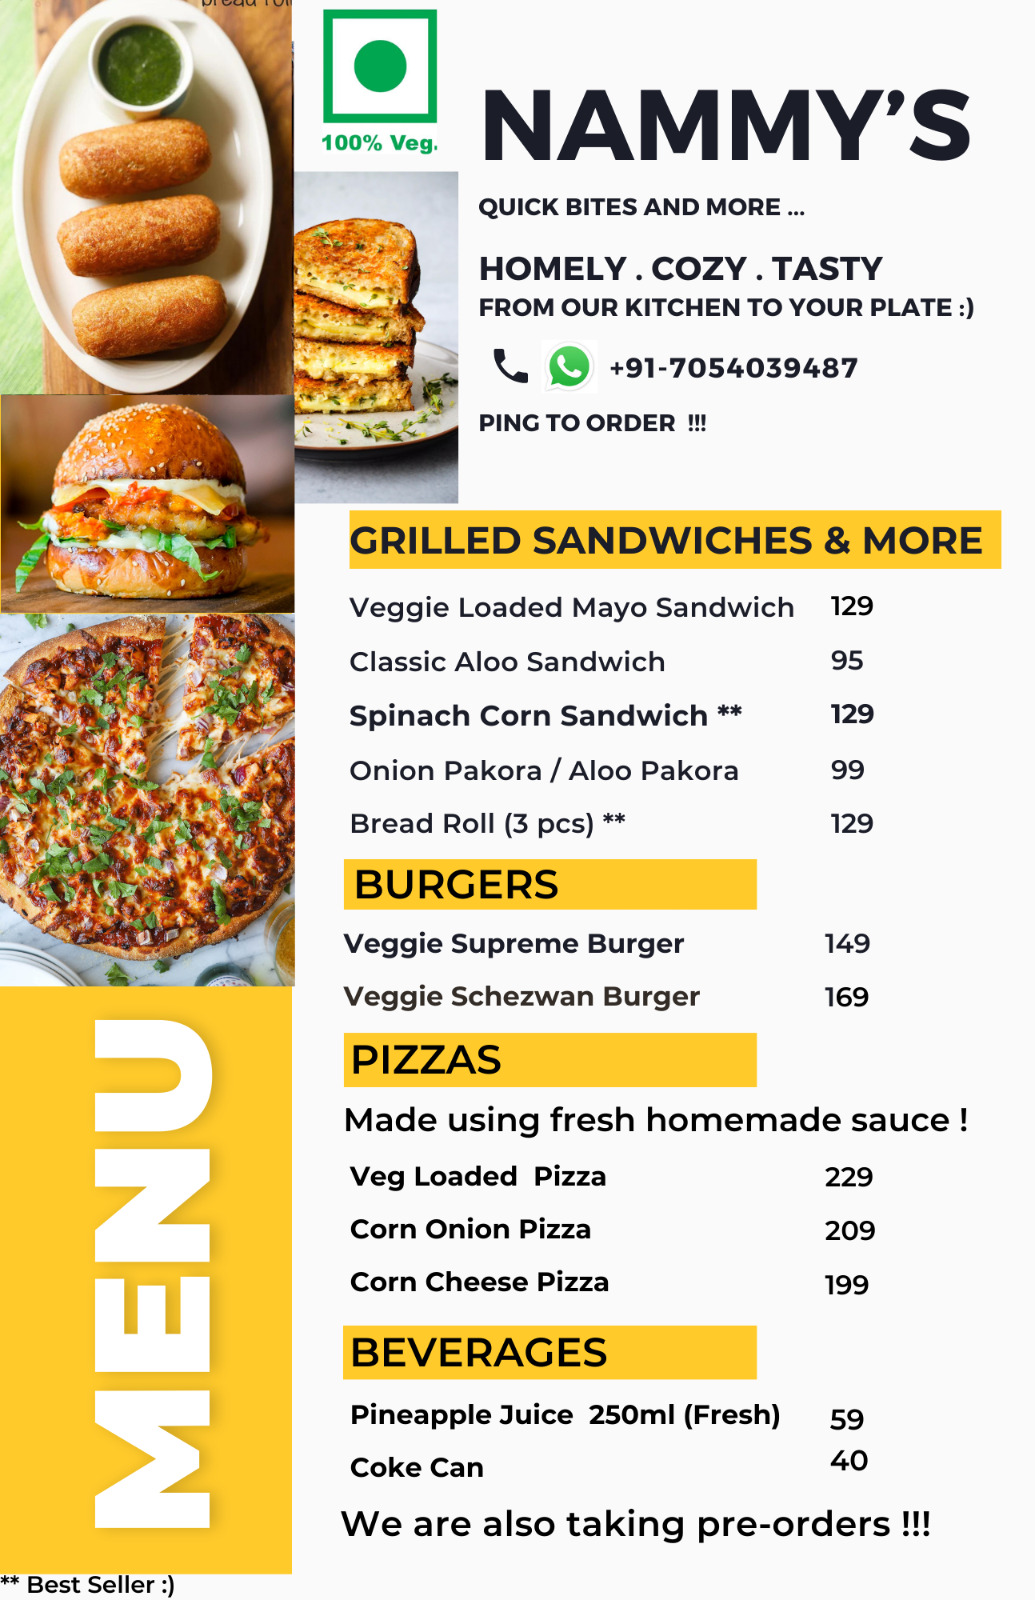 bread roll
100% Veg.
NAMMY'S
QUICK BITES AND MORE ...
HOMELY . COZY . TASTY
FROM OUR KITCHEN TO YOUR PLATE :)
+91-7054039487
PING TO ORDER !!!
GRILLED SANDWICHES & MORE
Veggie Loaded Mayo Sandwich 129
Classic Aloo Sandwich 95
Spinach Corn Sandwich ** 129
Onion Pakora / Aloo Pakora 99
Bread Roll (3 pcs) ** 129
BURGERS
Veggie Supreme Burger 149
Veggie Schezwan Burger 169
PIZZAS
Made using fresh homemade sauce !
Veg Loaded Pizza 229
Corn Onion Pizza 209
Corn Cheese Pizza 199
BEVERAGES
Pineapple Juice 250ml (Fresh) 59
Coke Can 40
We are also taking pre-orders !!!
MENU
** Best Seller :)